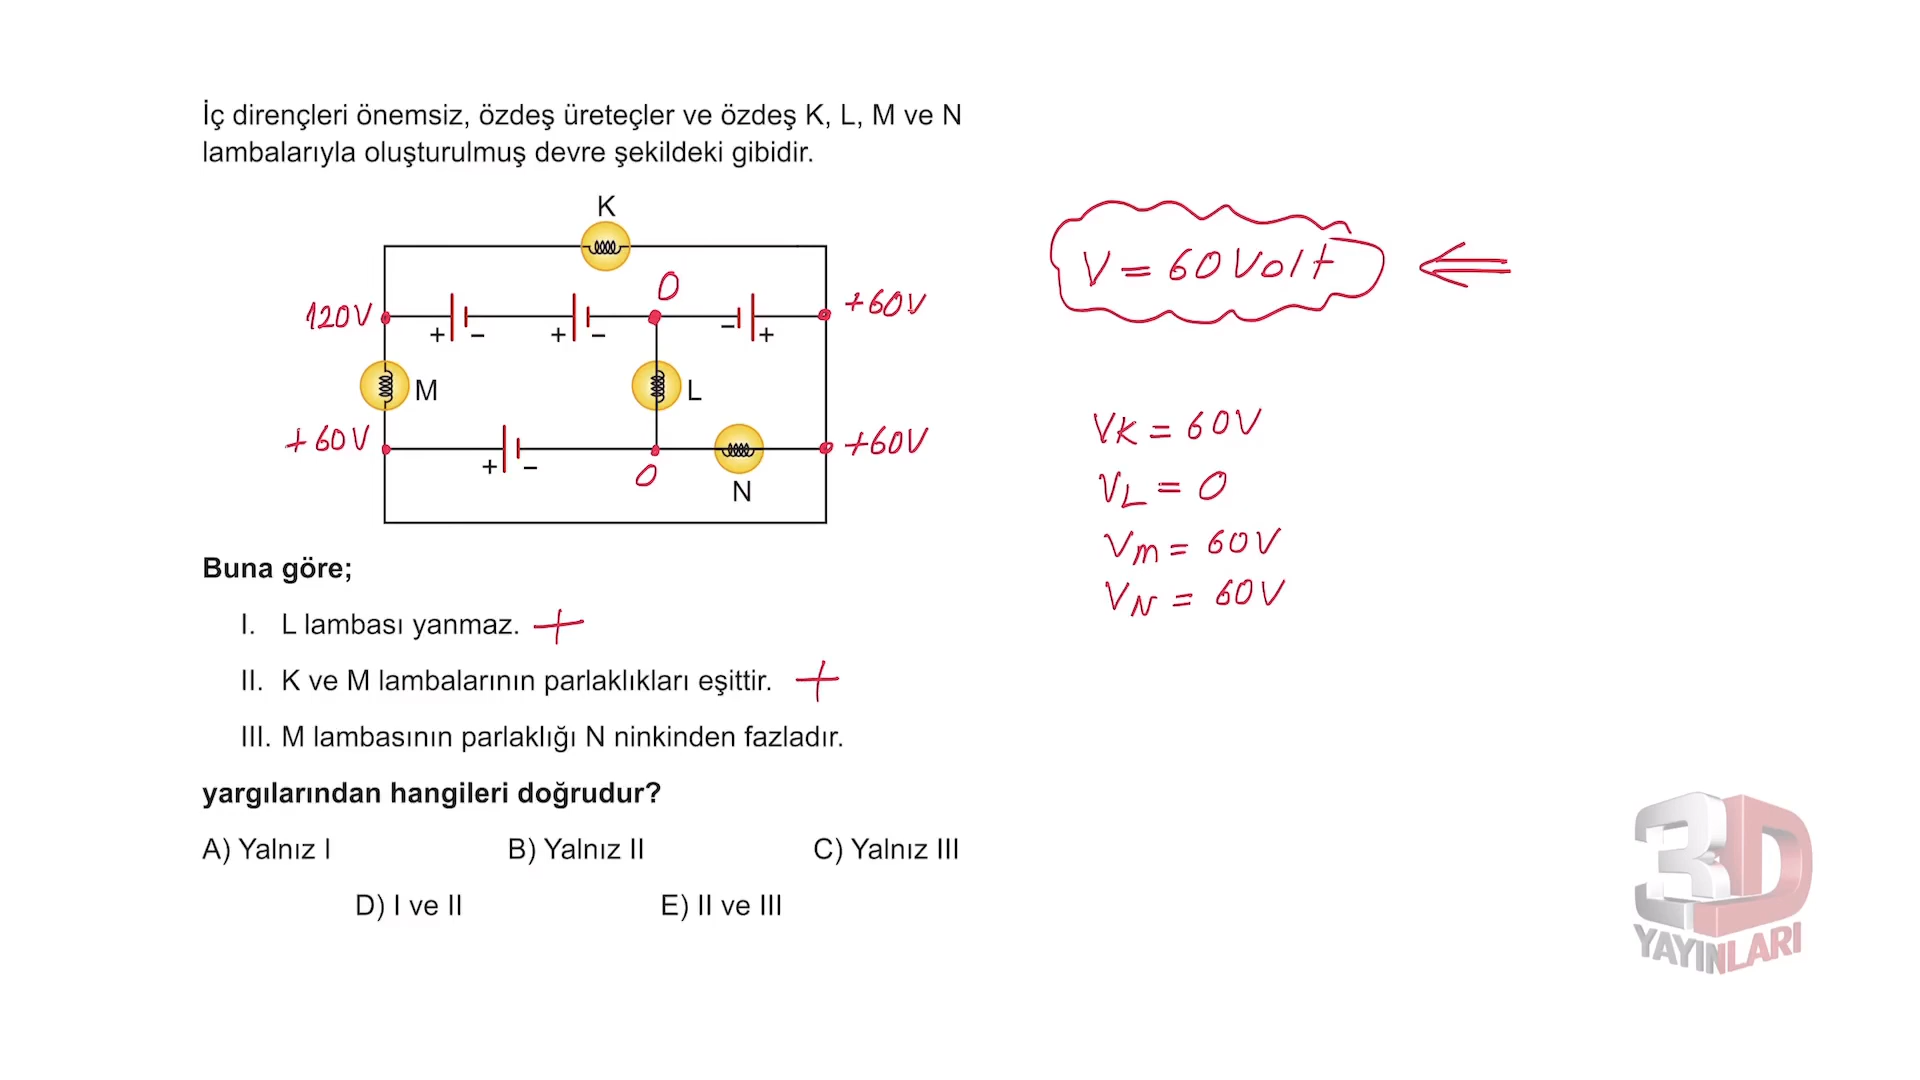 İç dirençleri önemsiz, özdeş üreteçler ve özdeş K, L, M ve N
lambalarıyla oluşturulmuş devre şekildeki gibidir.
K
V = 60 Volt
0
120V
+60V
+ - + - - +
M
L
+60V
+60V
+ -
0
N
VK = 60V
VL = 0
VM = 60V
VN = 60V
Buna göre;
I. L lambası yanmaz. +
II. K ve M lambalarının parlaklıkları eşittir. +
III. M lambasının parlaklığı N ninkinden fazladır.
yargılarından hangileri doğrudur?
A) Yalnız I B) Yalnız II C) Yalnız III
D) I ve II E) II ve III
3D
YAYINLARI